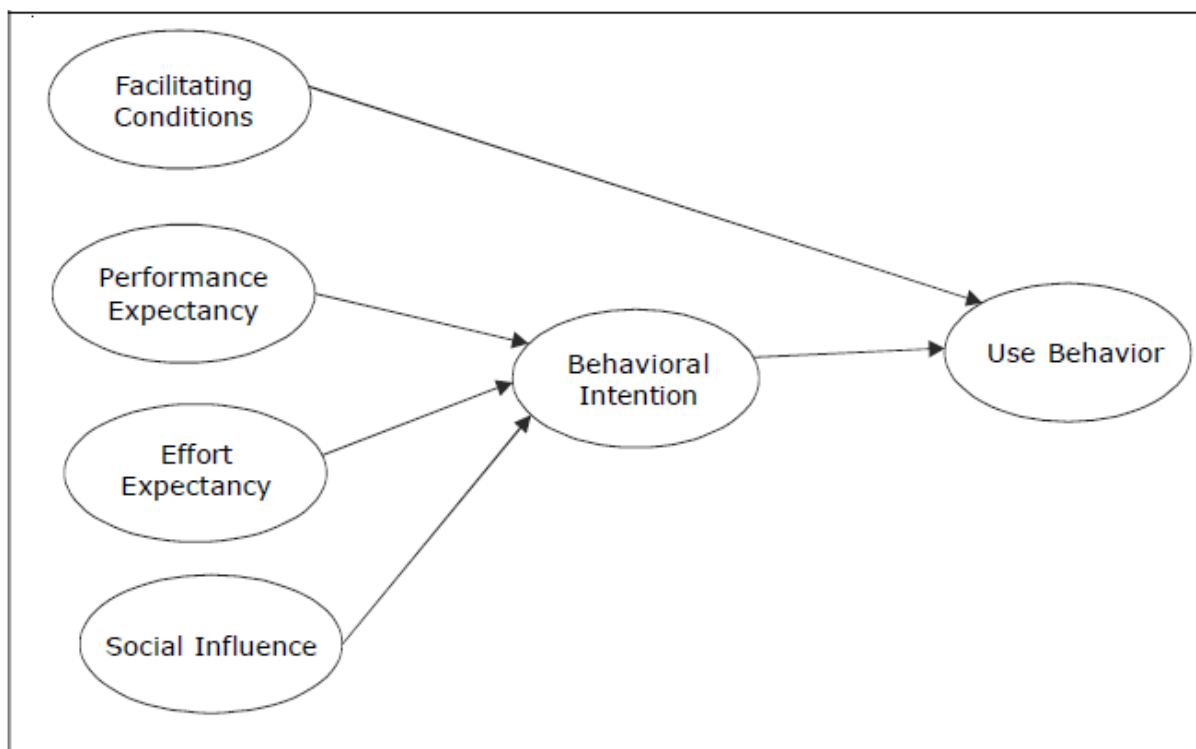 Facilitating
Conditions
Performance
Expectancy
Effort
Expectancy
Social Influence
Behavioral
Intention
Use Behavior